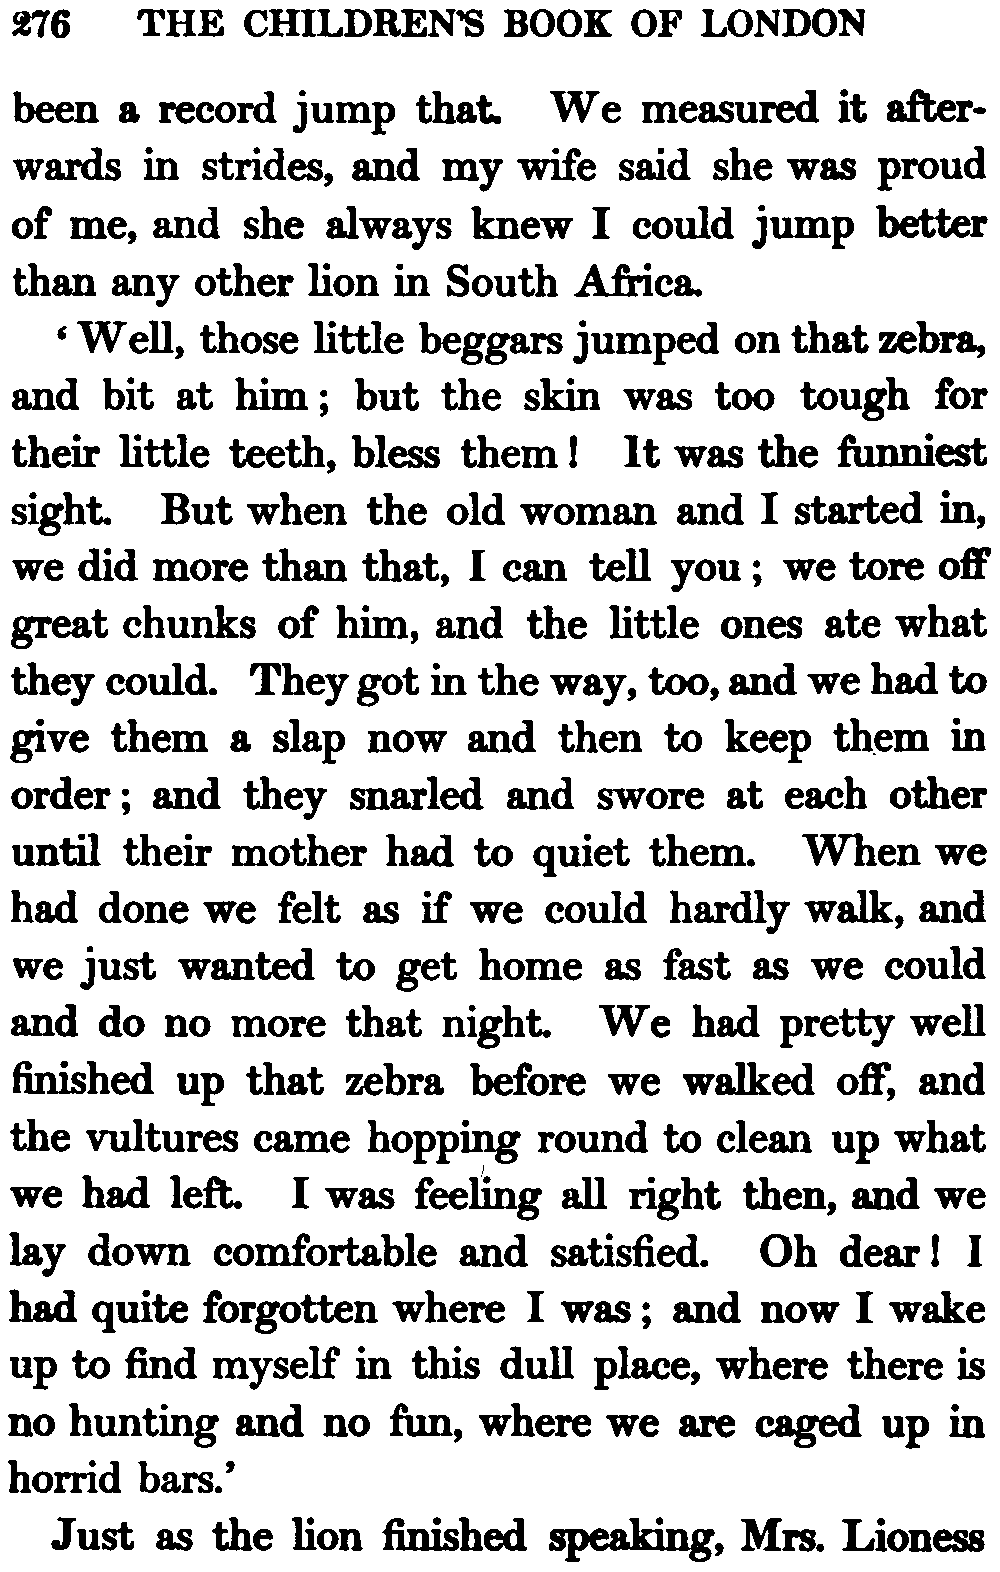 276 THE CHILDREN'S BOOK OF LONDON
been a record jump that. We measured it after-
wards in strides, and my wife said she was proud
of me, and she always knew I could jump better
than any other lion in South Africa.
‘Well, those little beggars jumped on that zebra,
and bit at him; but the skin was too tough for
their little teeth, bless them! It was the funniest
sight. But when the old woman and I started in,
we did more than that, I can tell you; we tore off
great chunks of him, and the little ones ate what
they could. They got in the way, too, and we had to
give them a slap now and then to keep them in
order; and they snarled and swore at each other
until their mother had to quiet them. When we
had done we felt as if we could hardly walk, and
we just wanted to get home as fast as we could
and do no more that night. We had pretty well
finished up that zebra before we walked off, and
the vultures came hopping round to clean up what
we had left. I was feeling all right then, and we
lay down comfortable and satisfied. Oh dear! I
had quite forgotten where I was; and now I wake
up to find myself in this dull place, where there is
no hunting and no fun, where we are caged up in
horrid bars.’
Just as the lion finished speaking, Mrs. Lioness